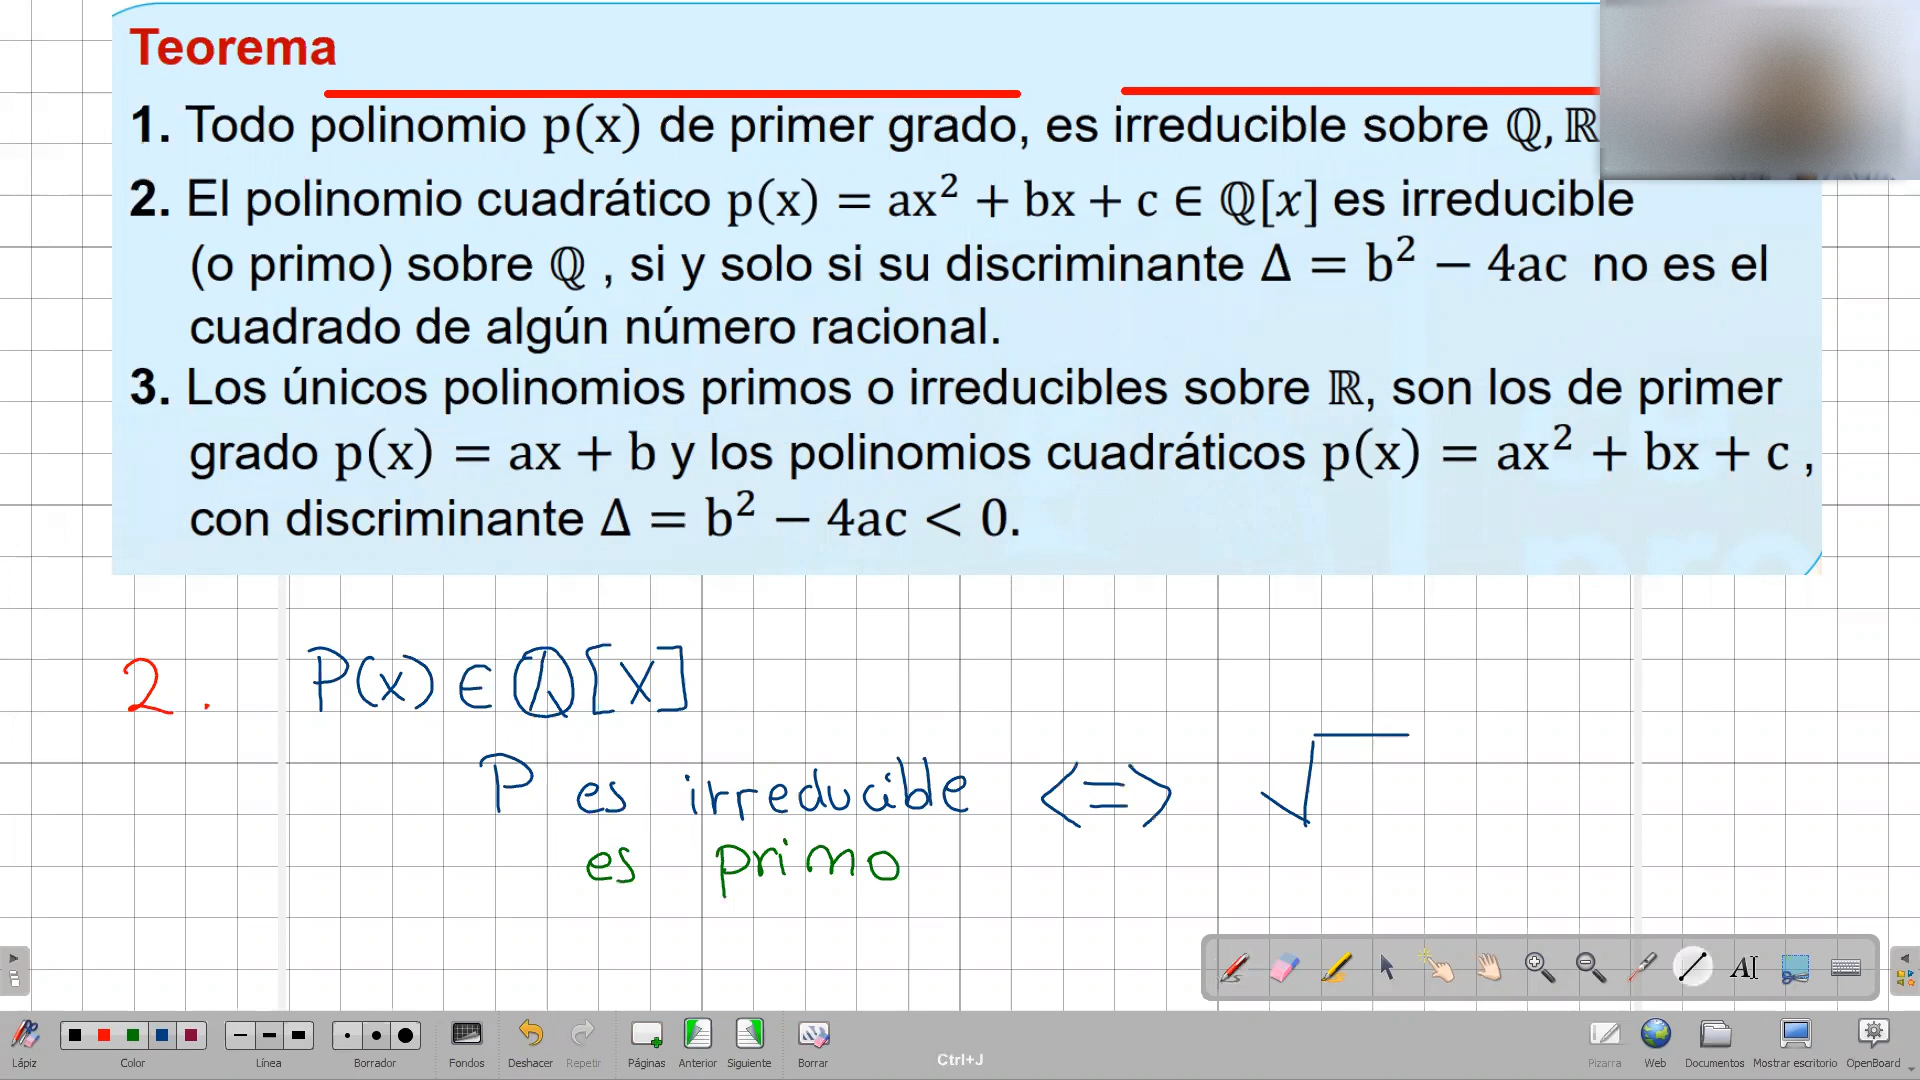 Teorema
1. Todo polinomio p(x) de primer grado, es irreducible sobre ℚ, ℝ
2. El polinomio cuadrático p(x) = ax² + bx + c ∈ ℚ[x] es irreducible
(o primo) sobre ℚ , si y solo si su discriminante Δ = b² − 4ac no es el
cuadrado de algún número racional.
3. Los únicos polinomios primos o irreducibles sobre ℝ, son los de primer
grado p(x) = ax + b y los polinomios cuadráticos p(x) = ax² + bx + c ,
con discriminante Δ = b² − 4ac < 0.
2. P(x) ∈ ℚ[x]
P es irreducible <=> √
es primo
Lápiz Color Línea Borrador Fondos Deshacer Repetir Páginas Anterior Siguiente Borrar Ctrl+J Pizarra Web Documentos Mostrar escritorio OpenBoard